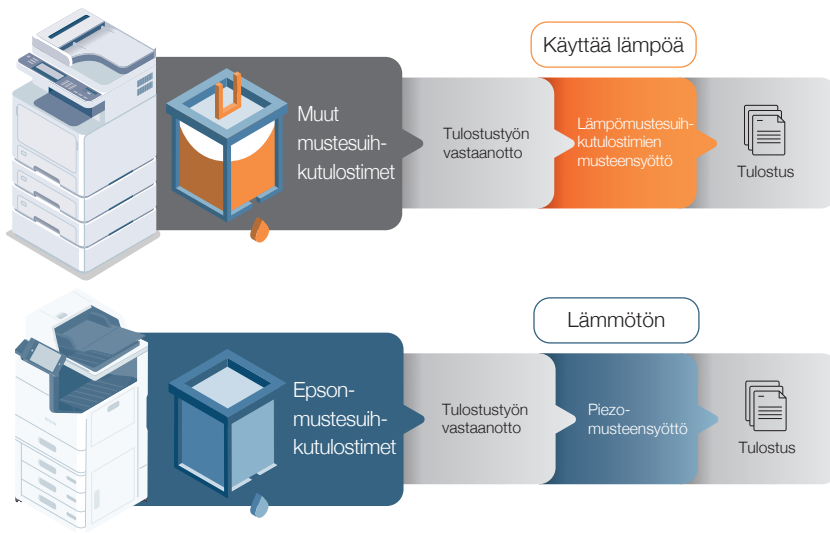 Käyttää lämpöä
Muut
mustesuih-
kutulostimet
Tulostustyön
vastaanotto
Lämpömustesuih-
kutulostimien
musteensyöttö
Tulostus
Lämmötön
Epson-
mustesuih-
kutulostimet
Tulostustyön
vastaanotto
Piezo-
musteensyöttö
Tulostus